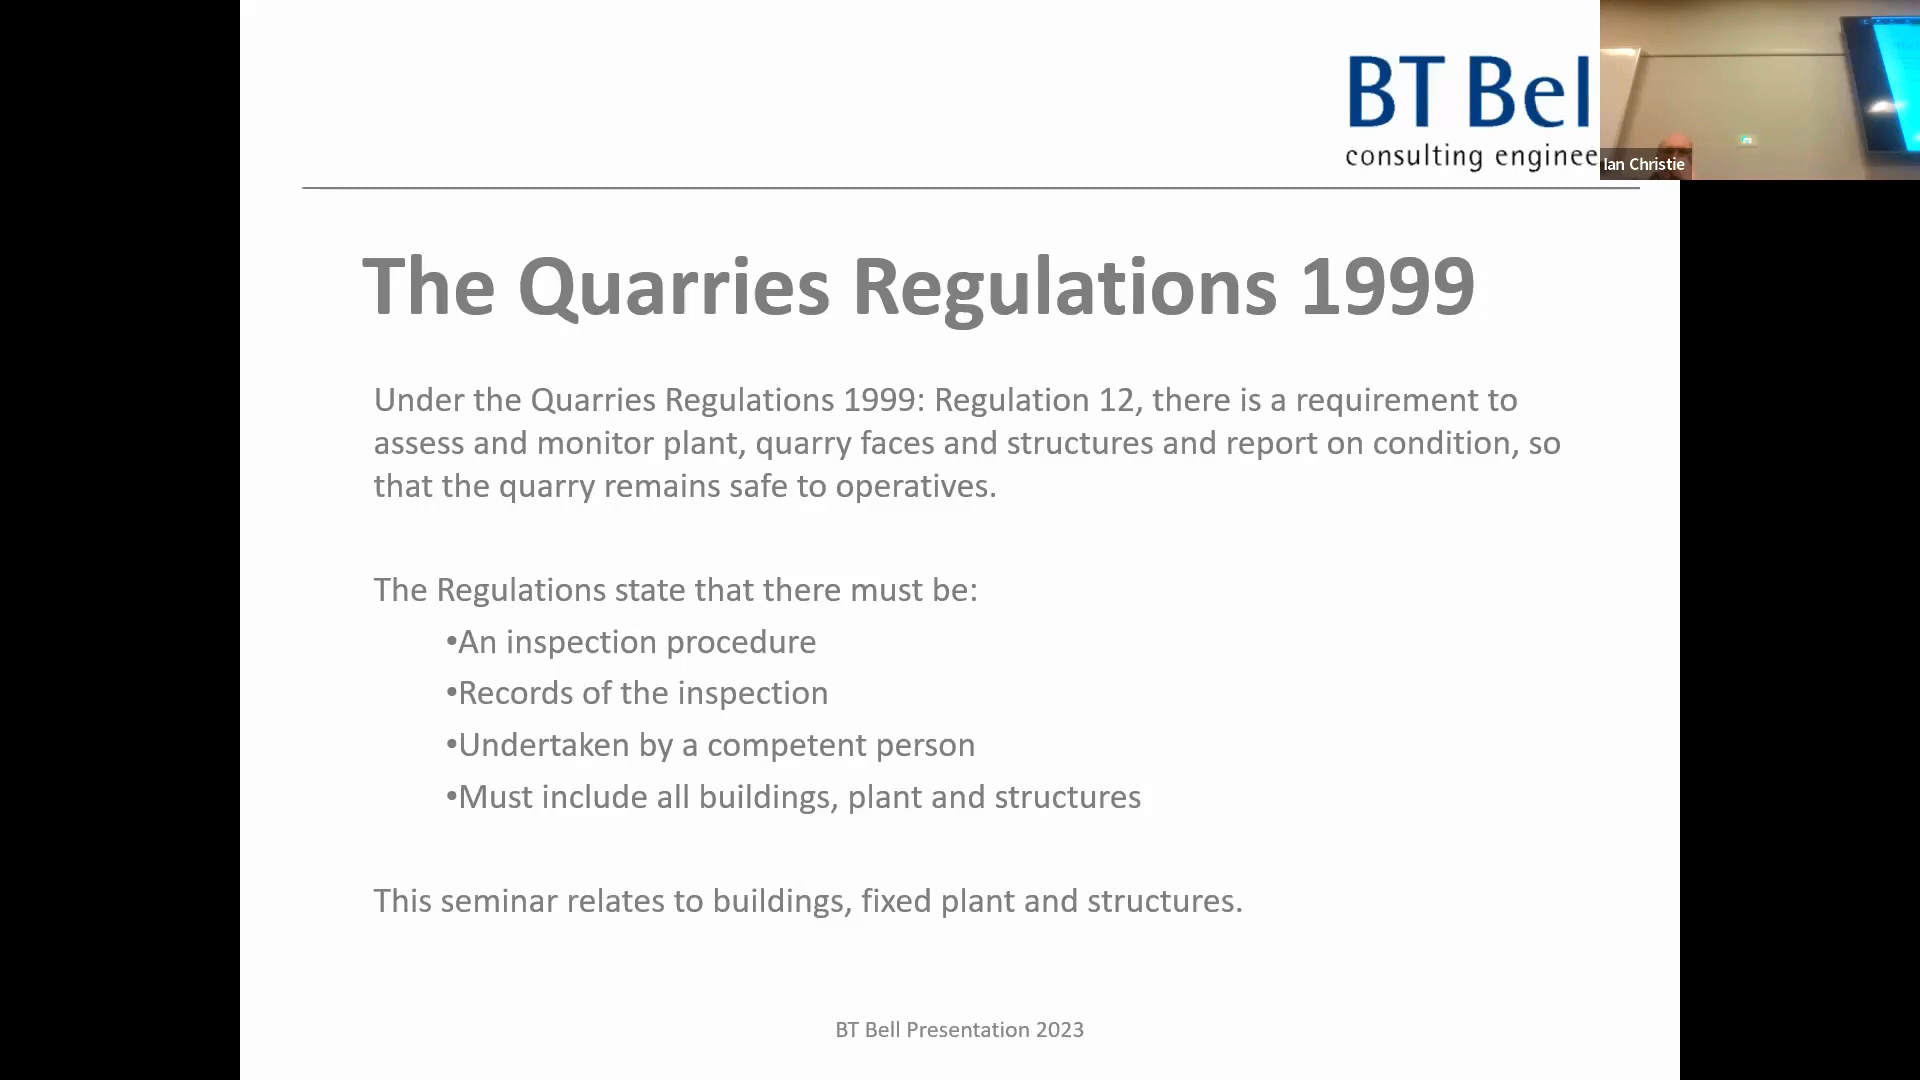 BT Bel
consulting enginee
Ian Christie
The Quarries Regulations 1999
Under the Quarries Regulations 1999: Regulation 12, there is a requirement to
assess and monitor plant, quarry faces and structures and report on condition, so
that the quarry remains safe to operatives.
The Regulations state that there must be:
•An inspection procedure
•Records of the inspection
•Undertaken by a competent person
•Must include all buildings, plant and structures
This seminar relates to buildings, fixed plant and structures.
BT Bell Presentation 2023